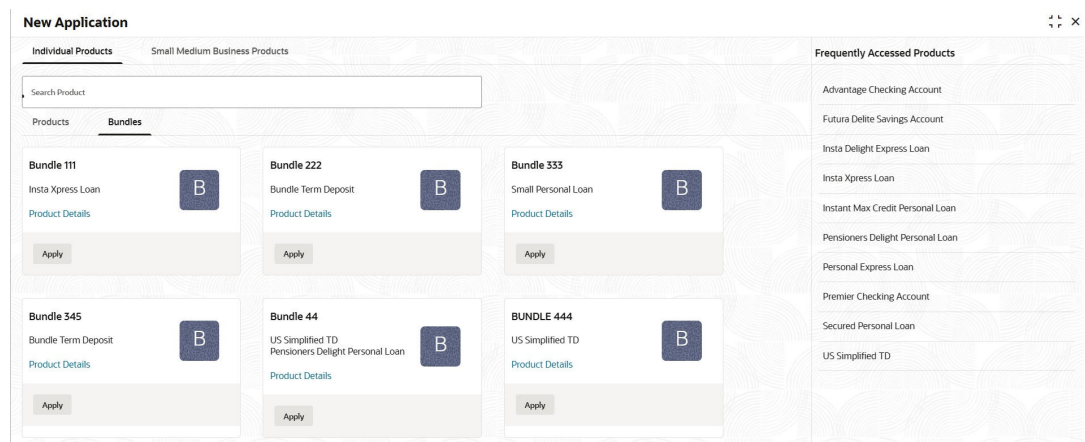 New Application
Individual Products
Small Medium Business Products
Search Product
Products
Bundles
Bundle 111
Insta Xpress Loan
Product Details
B
Apply
Bundle 222
Bundle Term Deposit
Product Details
B
Apply
Bundle 333
Small Personal Loan
Product Details
B
Apply
Bundle 345
Bundle Term Deposit
Product Details
B
Apply
Bundle 44
US Simplified TD
Pensioners Delight Personal Loan
Product Details
B
Apply
BUNDLE 444
US Simplified TD
Product Details
B
Apply
Frequently Accessed Products
Advantage Checking Account
Futura Delite Savings Account
Insta Delight Express Loan
Insta Xpress Loan
Instant Max Credit Personal Loan
Pensioners Delight Personal Loan
Personal Express Loan
Premier Checking Account
Secured Personal Loan
US Simplified TD